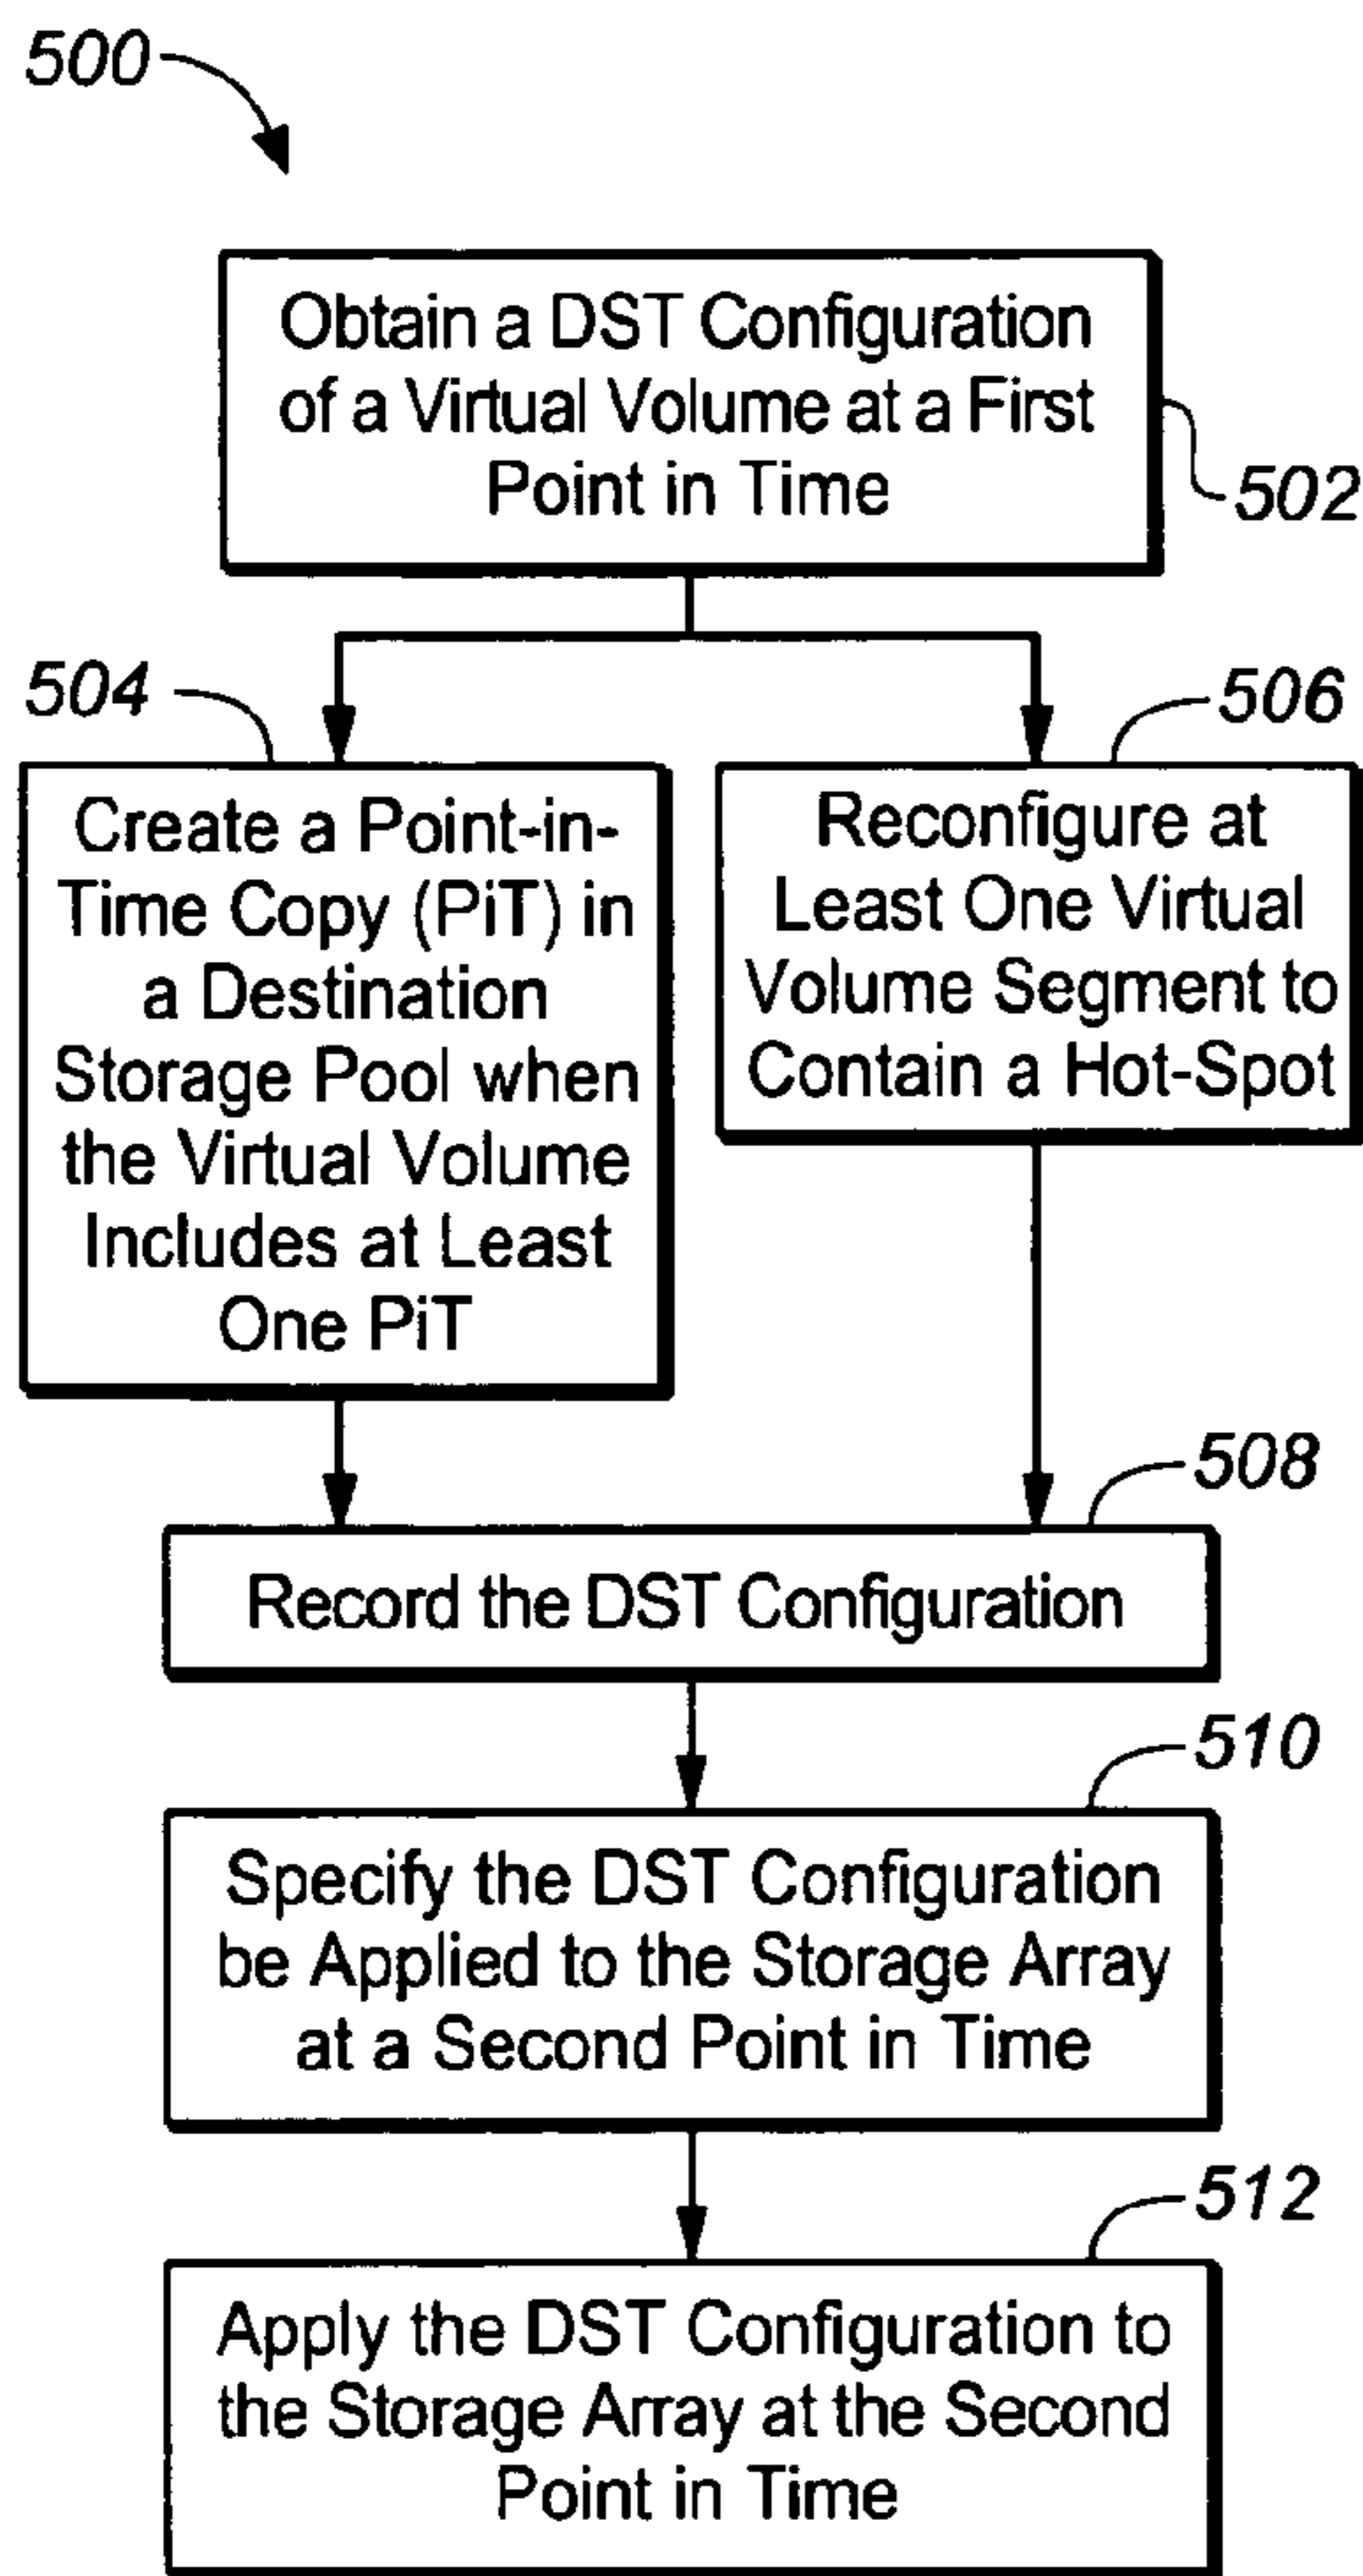 500
Obtain a DST Configuration
of a Virtual Volume at a First
Point in Time
502
504
Create a Point-in-
Time Copy (PiT) in
a Destination
Storage Pool when
the Virtual Volume
Includes at Least
One PiT
506
Reconfigure at
Least One Virtual
Volume Segment to
Contain a Hot-Spot
508
Record the DST Configuration
510
Specify the DST Configuration
be Applied to the Storage Array
at a Second Point in Time
512
Apply the DST Configuration to
the Storage Array at the Second
Point in Time